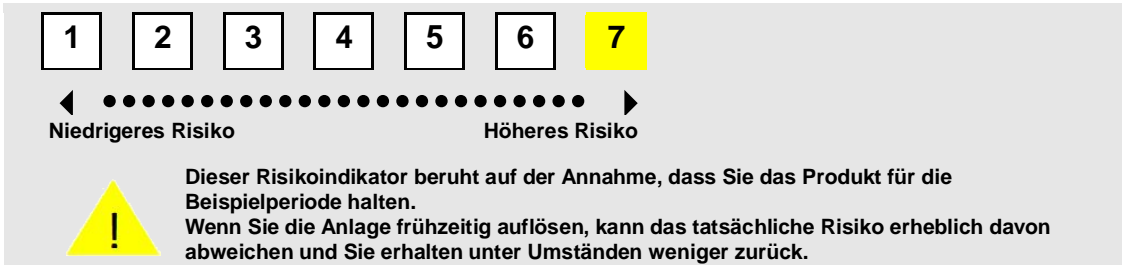 1 2 3 4 5 6 7
Niedrigeres Risiko Höheres Risiko
Dieser Risikoindikator beruht auf der Annahme, dass Sie das Produkt für die
Beispielperiode halten.
Wenn Sie die Anlage frühzeitig auflösen, kann das tatsächliche Risiko erheblich davon
abweichen und Sie erhalten unter Umständen weniger zurück.
!